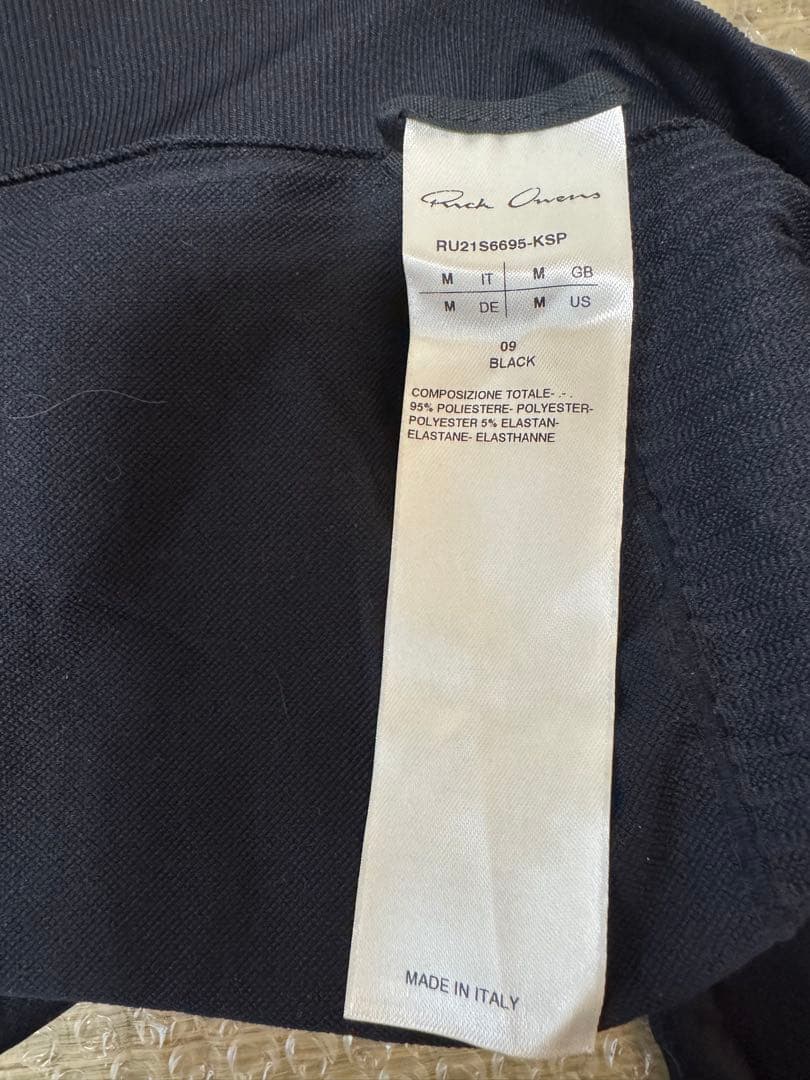 Rick Owens
RU21S6695-KSP
M IT M GB
M DE M US
09
BLACK
COMPOSIZIONE TOTALE- .- .
95% POLIESTERE- POLYESTER-
POLYESTER 5% ELASTAN-
ELASTANE- ELASTHANNE
MADE IN ITALY